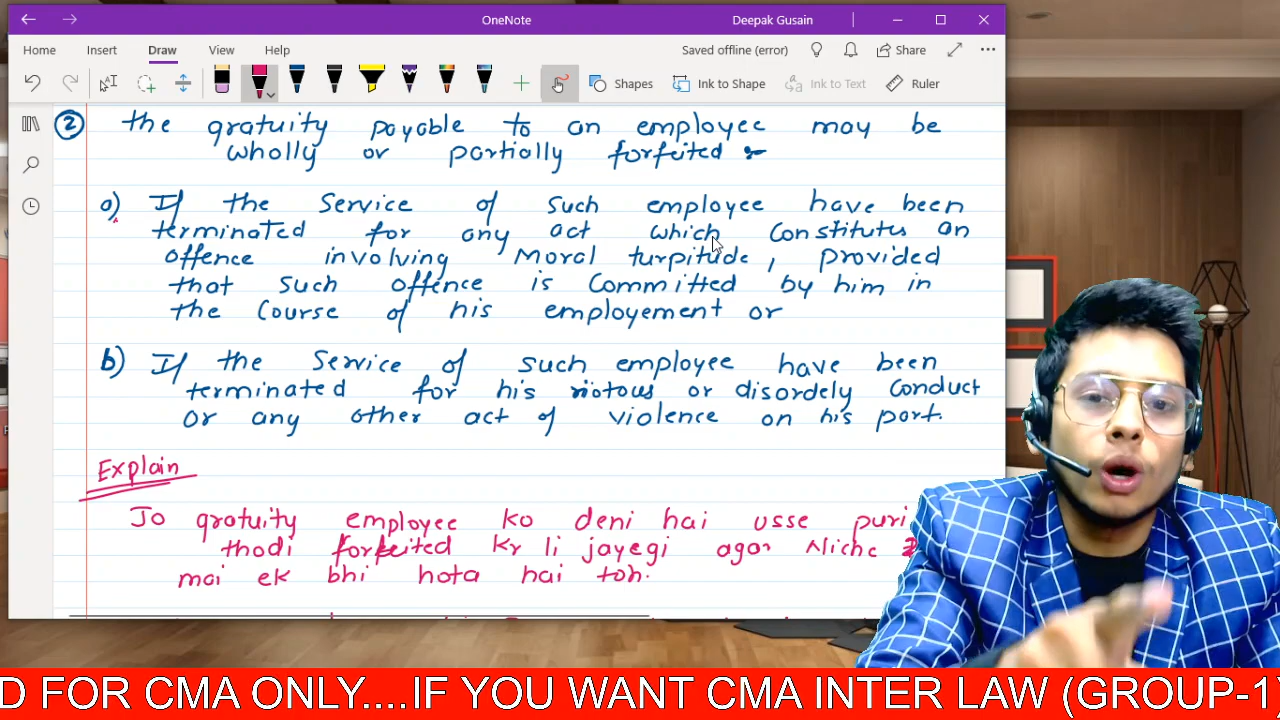 OneNote
Deepak Gusain
Home Insert Draw View Help
Saved offline (error)
Share
Shapes
Ink to Shape
Ink to Text
Ruler
② the gratuity payable to an employee may be
wholly or partially forfeited
a) If the Service of such employee have been
terminated for any act which Constitutes an
offence involving Moral turpitude, provided
that such offence is Committed by him in
the Course of his employement or
b) If the Service of such employee have been
terminated for his riotous or disordely Conduct
or any other act of violence on his part.
Explain
Jo gratuity employee ko deni hai usse puri
thodi forfeited kr li jayegi agar Niche 2
mai ek bhi hota hai toh.
D FOR CMA ONLY....IF YOU WANT CMA INTER LAW (GROUP-1)